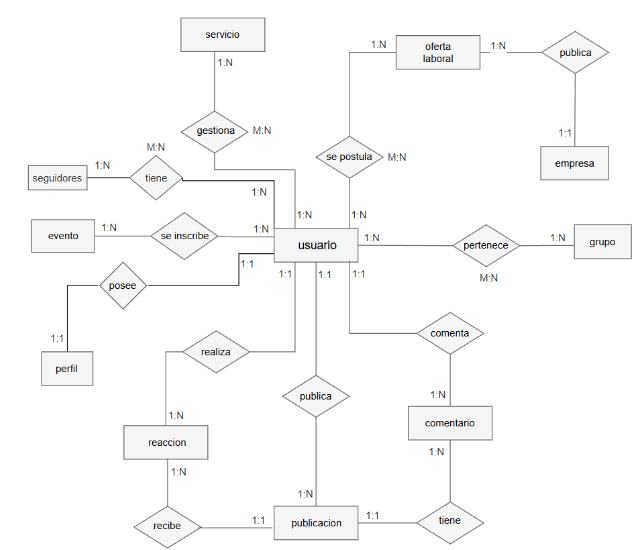 servicio
1:N
oferta
laboral
1:N
1:N
publica
gestiona
M:N
1:1
empresa
M:N
seguidores
1:N
tiene
1:N
se postula
M:N
evento
1:N
se inscribe
1:N
1:N
1:N
usuario
1:N
pertenece
1:N
grupo
M:N
posee
1:1
1:1
1:1
1:1
1:1
perfil
realiza
comenta
publica
1:N
1:N
reaccion
comentario
1:N
1:N
1:N
recibe
1:1
publicacion
1:1
tiene